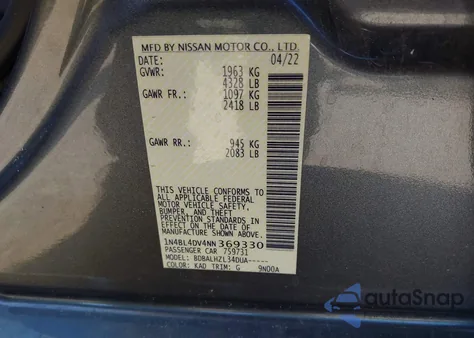 MFD BY NISSAN MOTOR CO., LTD.
DATE: 04/22
GVWR: 1963 KG
4328 LB
GAWR FR: 1097 KG
2418 LB
GAWR RR: 945 KG
2083 LB
THIS VEHICLE CONFORMS TO
ALL APPLICABLE FEDERAL
MOTOR VEHICLE SAFETY,
BUMPER, AND THEFT
PREVENTION STANDARDS IN
EFFECT ON THE DATE OF
MANUFACTURE SHOWN ABOVE.
1N4BL4DV4NN369330
PASSENGER CAR 759731
MODEL: BDBALHZL34DUA-----
COLOR: KAD TRIM: G 9N00A
autoSnap